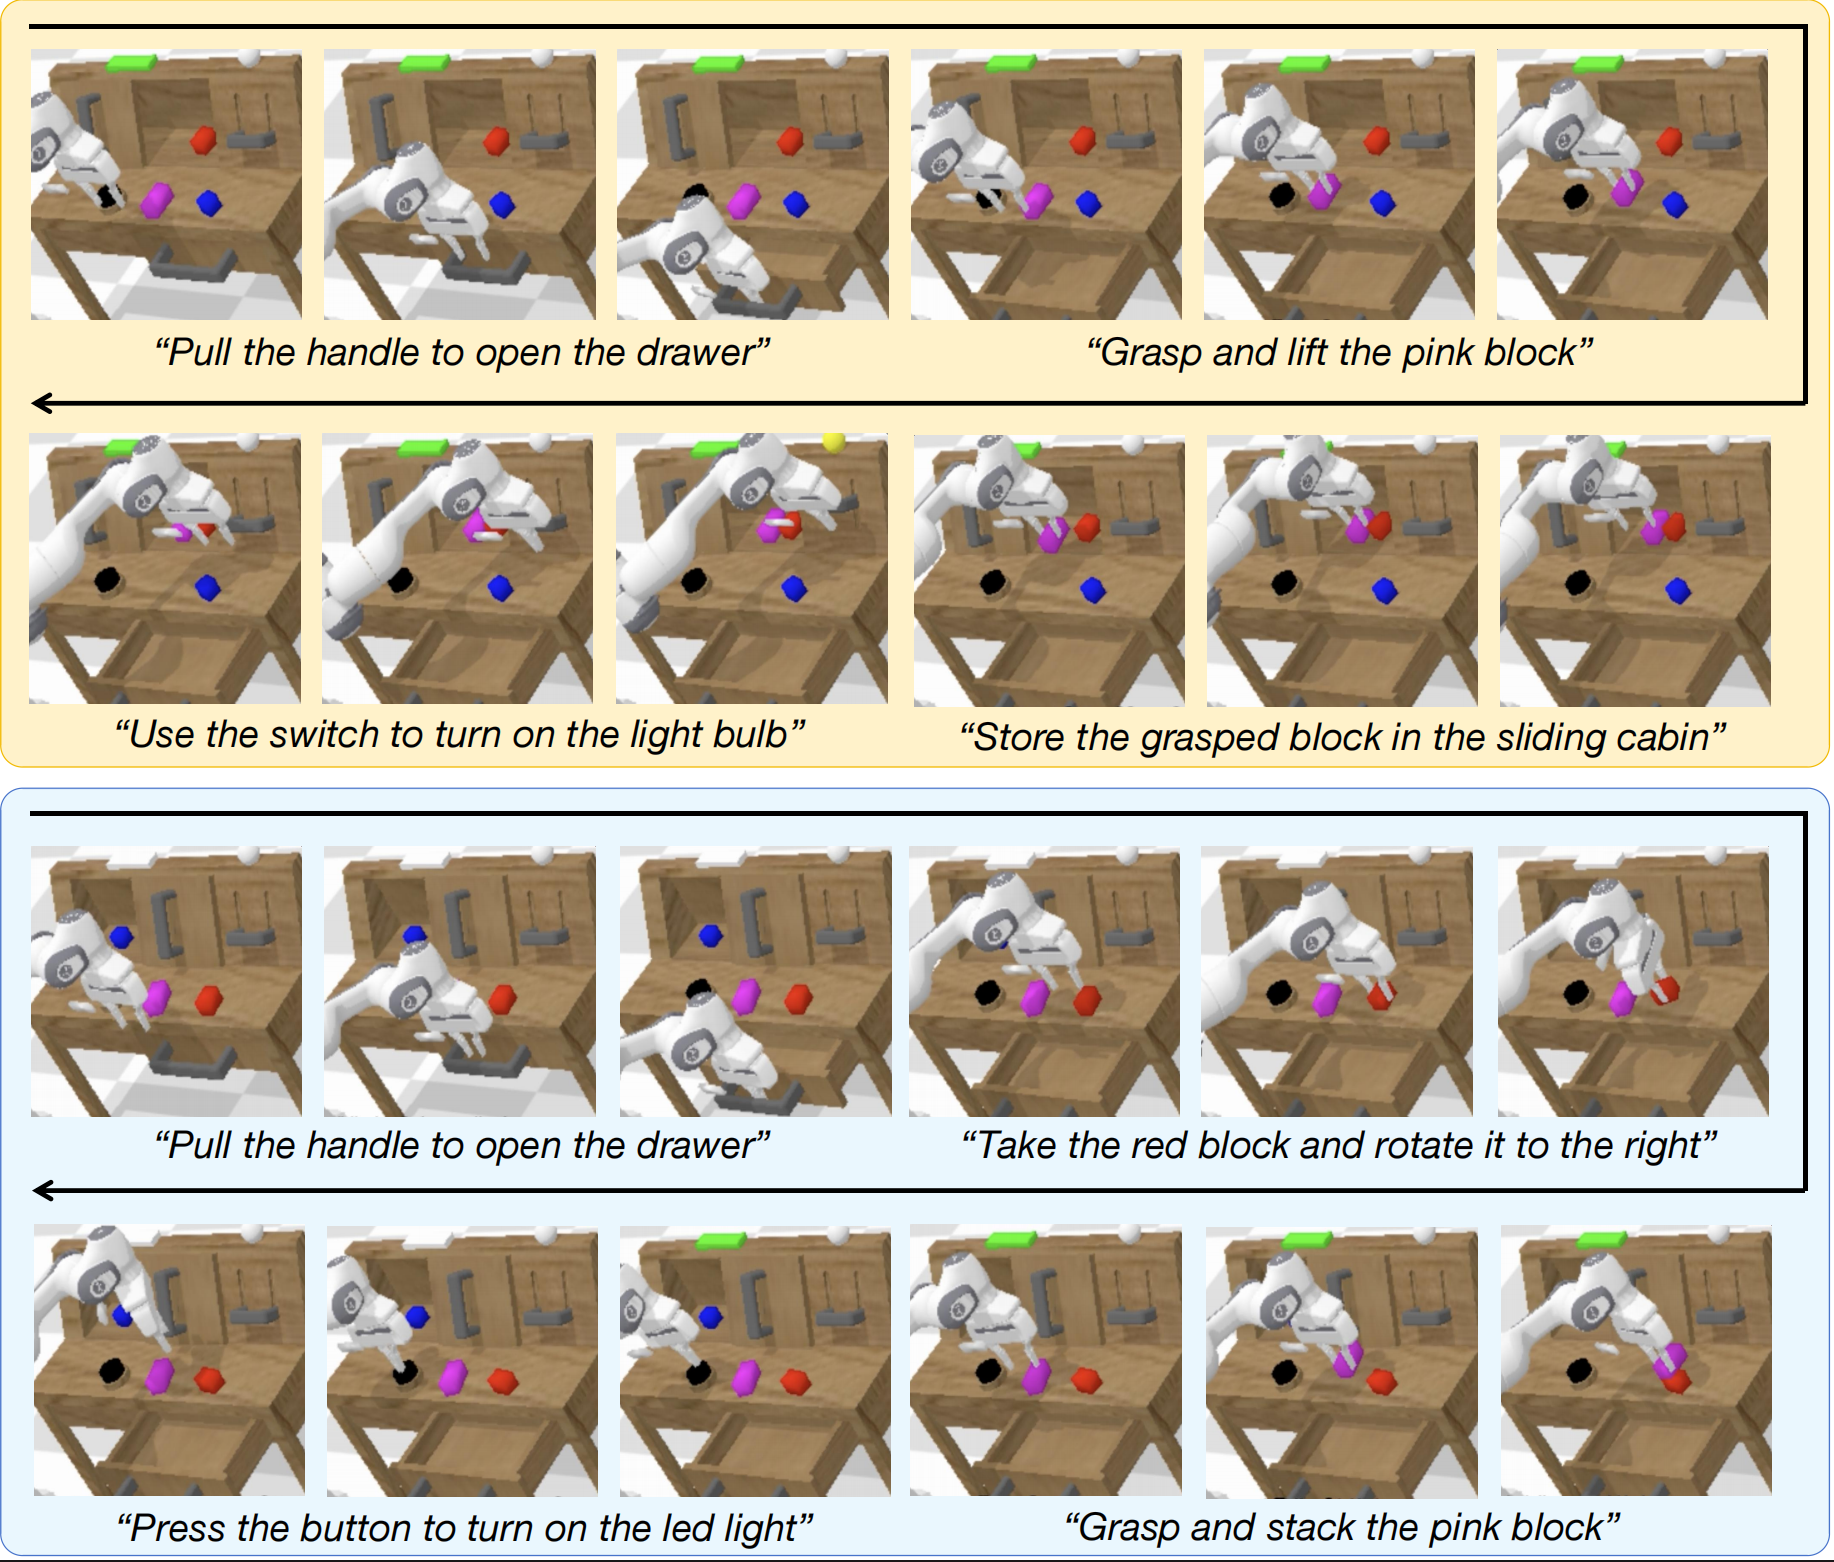 “Pull the handle to open the drawer”
“Grasp and lift the pink block”
“Use the switch to turn on the light bulb”
“Store the grasped block in the sliding cabin”
“Pull the handle to open the drawer”
“Take the red block and rotate it to the right”
“Press the button to turn on the led light”
“Grasp and stack the pink block”